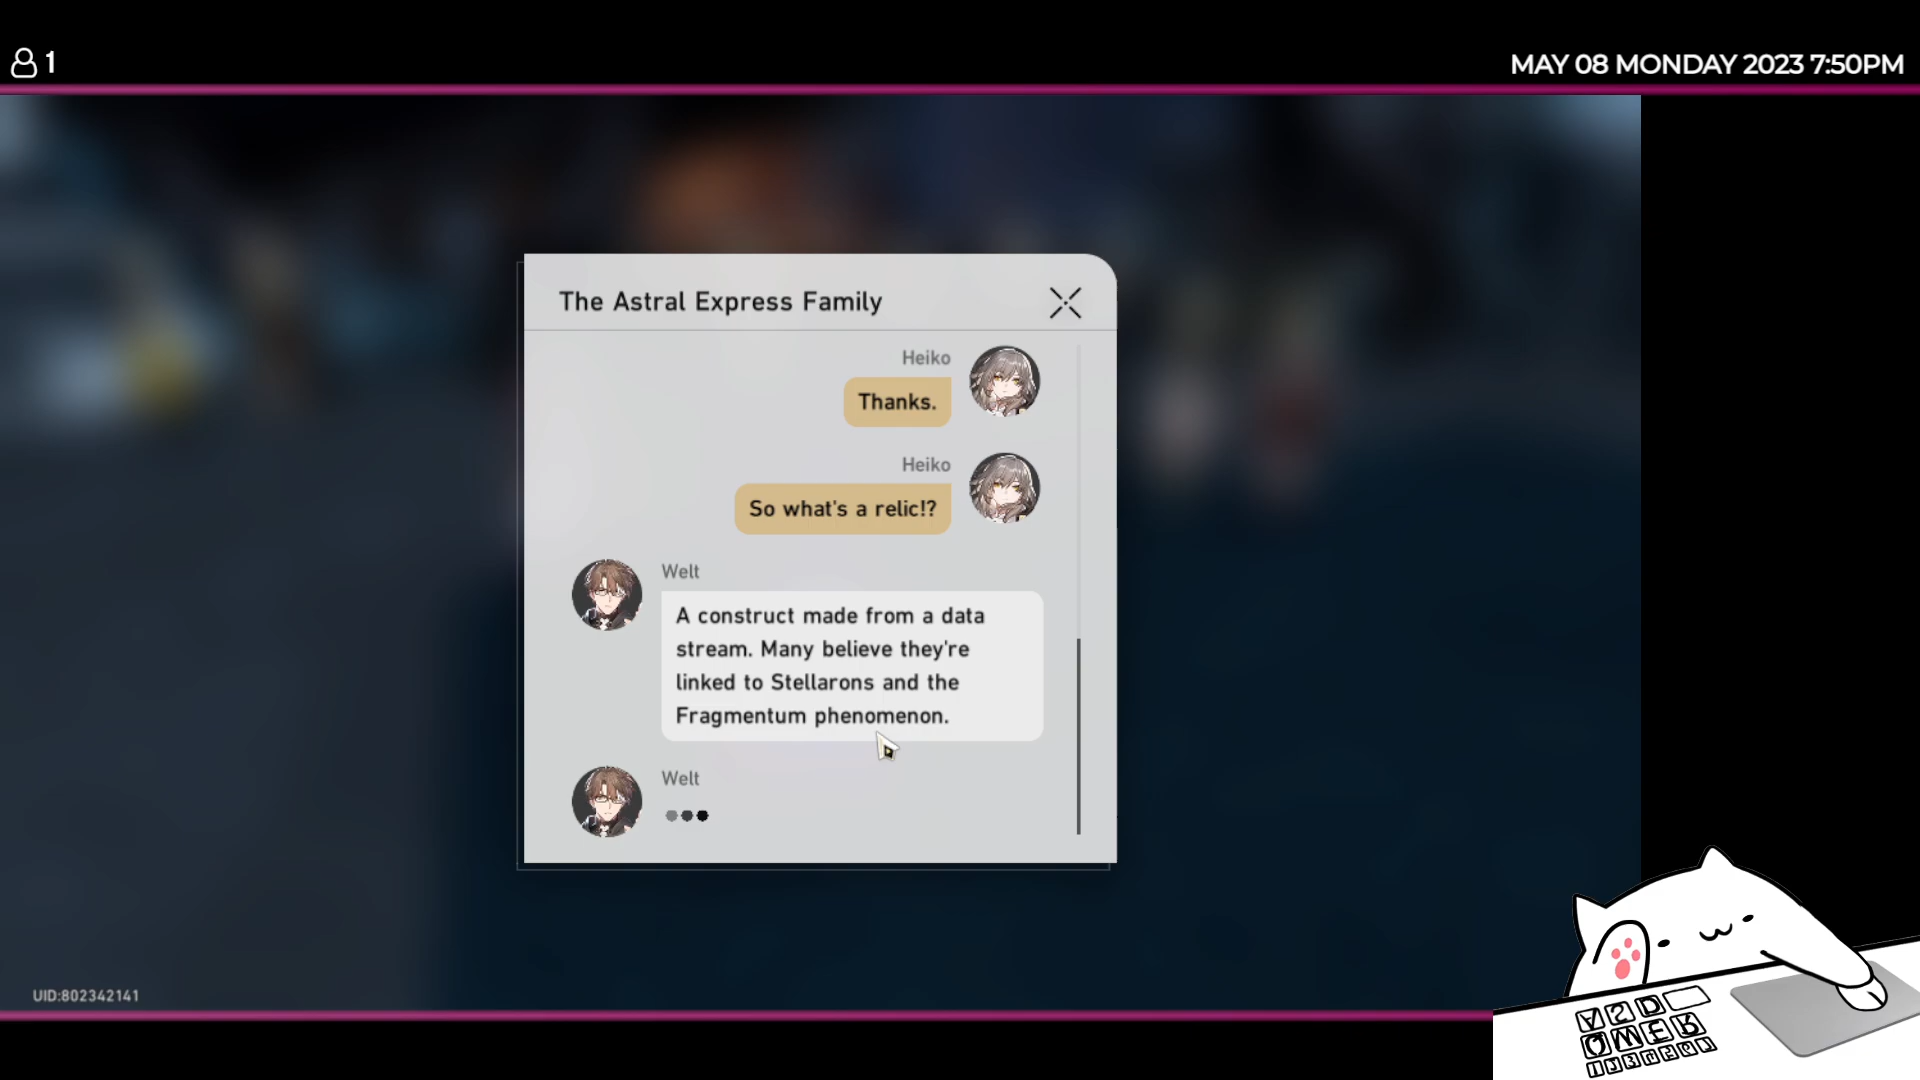 1
MAY 08 MONDAY 2023 7:50PM
The Astral Express Family
Heiko
Thanks.
Heiko
So what's a relic!?
Welt
A construct made from a data
stream. Many believe they're
linked to Stellarons and the
Fragmentum phenomenon.
Welt
UID:802342141
A S D
Q W E R